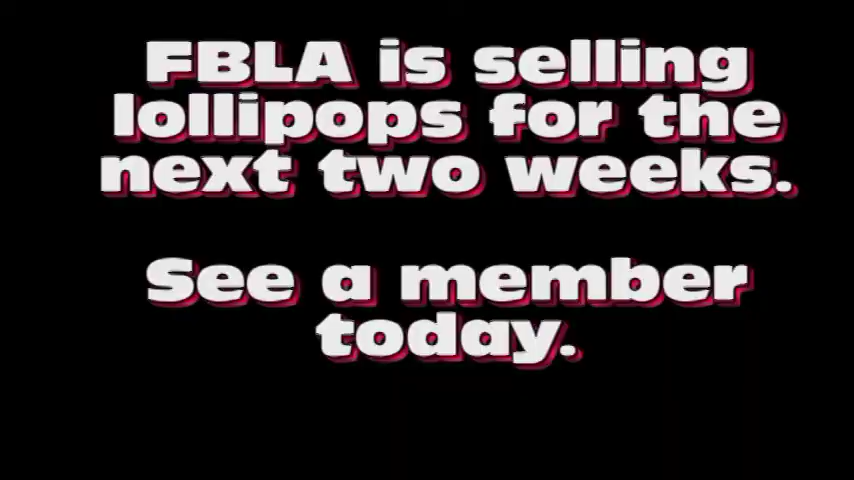 FBLA is selling
lollipops for the
next two weeks.
See a member
today.